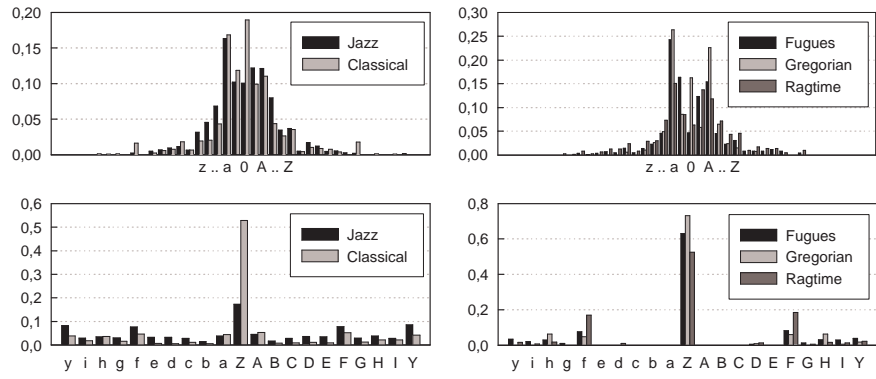 0,20
0,15
0,10
0,05
0,00
Jazz
Classical
z .. a 0 A .. Z
0,30
0,25
0,20
0,15
0,10
0,05
0,00
Fugues
Gregorian
Ragtime
z .. a 0 A .. Z
0,6
0,5
0,4
0,3
0,2
0,1
0,0
Jazz
Classical
y i h g f e d c b a Z A B C D E F G H I Y
0,8
0,6
0,4
0,2
0,0
Fugues
Gregorian
Ragtime
y i h g f e d c b a Z A B C D E F G H I Y